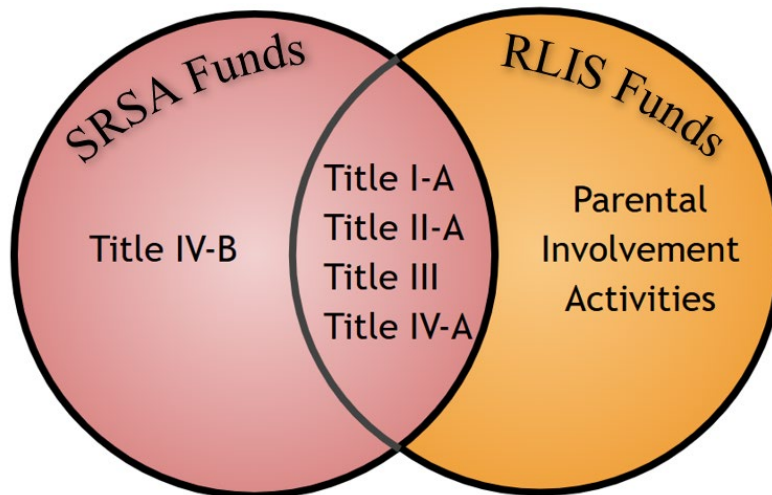 SRSA Funds
RLIS Funds
Title IV-B
Title I-A
Title II-A
Title III
Title IV-A
Parental
Involvement
Activities